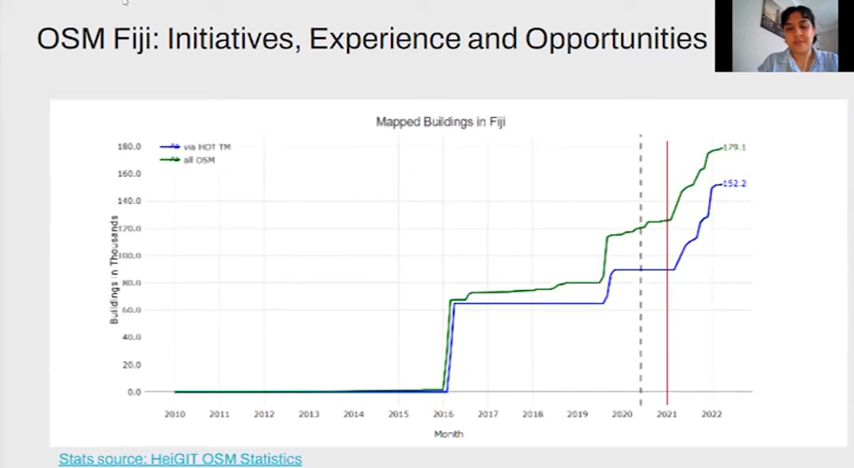 OSM Fiji: Initiatives, Experience and Opportunities
Mapped Buildings in Fiji
via HOT TM
all OSM
Buildings in Thousands
180.0
160.0
140.0
120.0
100.0
80.0
60.0
40.0
20.0
0.0
179.1
152.2
2010 2011 2012 2013 2014 2015 2016 2017 2018 2019 2020 2021 2022
Month
Stats source: HeiGIT OSM Statistics